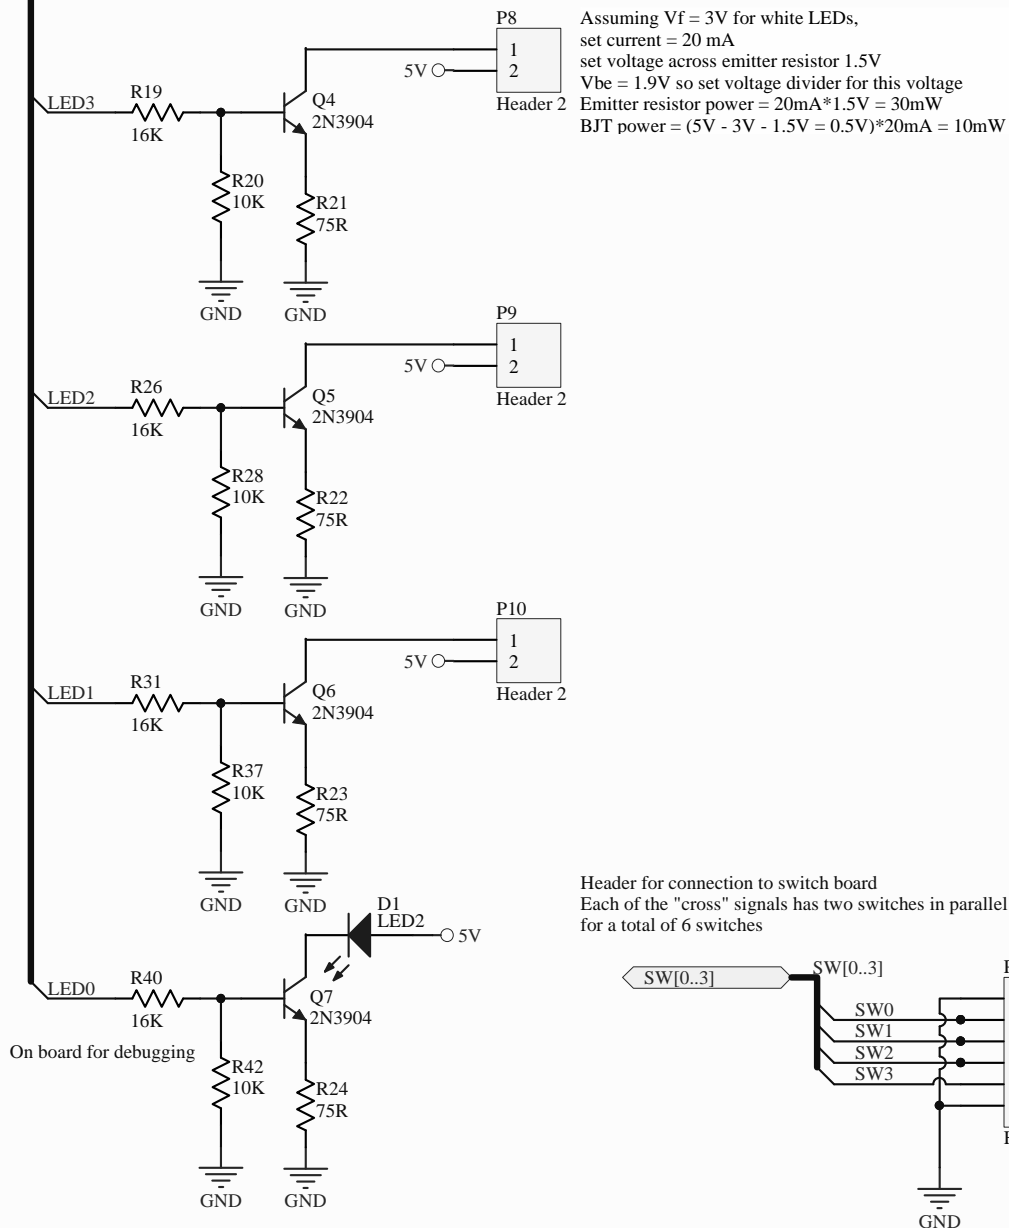 P8
1
5V
2
Header 2
Assuming Vf = 3V for white LEDs,
set current = 20 mA
set voltage across emitter resistor 1.5V
Vbe = 1.9V so set voltage divider for this voltage
Emitter resistor power = 20mA*1.5V = 30mW
BJT power = (5V - 3V - 1.5V = 0.5V)*20mA = 10mW
LED3
R19
16K
Q4
2N3904
R20
10K
R21
75R
GND
GND
P9
1
5V
2
Header 2
LED2
R26
16K
Q5
2N3904
R28
10K
R22
75R
GND
GND
P10
1
5V
2
Header 2
LED1
R31
16K
Q6
2N3904
R37
10K
R23
75R
GND
GND
D1
LED2
5V
LED0
R40
16K
Q7
2N3904
On board for debugging
R42
10K
R24
75R
GND
GND
Header for connection to switch board
Each of the "cross" signals has two switches in parallel
for a total of 6 switches
SW[0..3]
SW[0..3]
SW0
SW1
SW2
SW3
GND